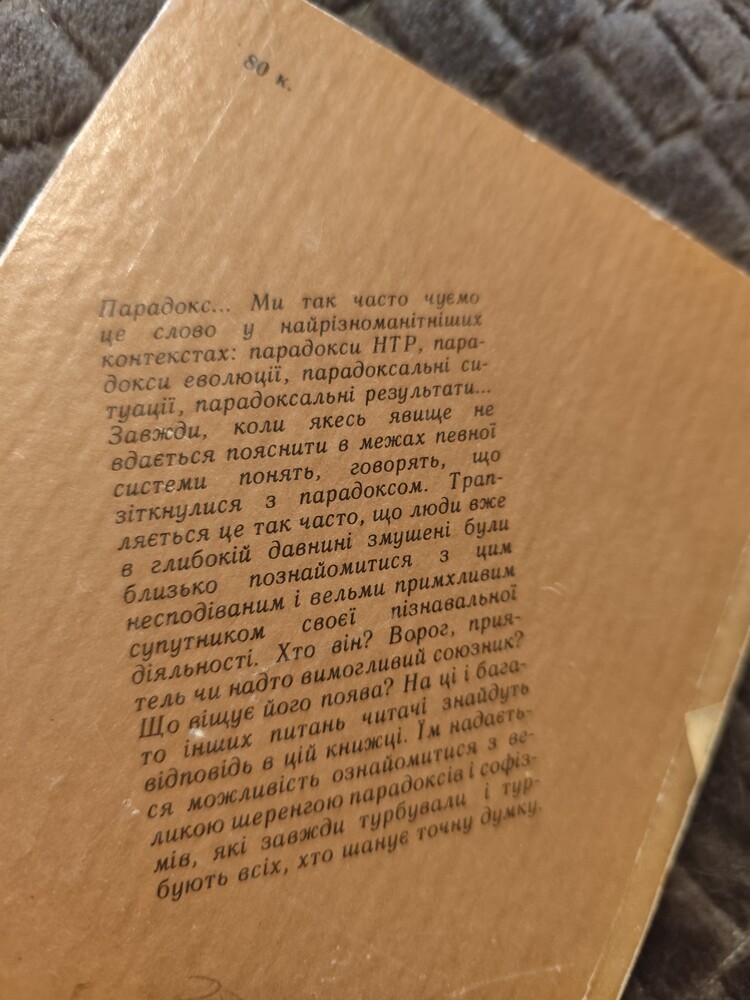 80 к.
Парадокс... Ми так часто чуємо
це слово у найрізноманітніших
контекстах: парадокси НТР, пара-
докси еволюції, парадоксальні си-
туації, парадоксальні результати...
Завжди, коли якесь явище не
вдається пояснити в межах певної
системи понять, говорять, що
зіткнулися з парадоксом. Трап-
ляється це так часто, що люди вже
в глибокій давнині змушені були
близько познайомитися з цим
несподіваним і вельми примхливим
супутником своєї пізнавальної
діяльності. Хто він? Ворог, прия-
тель чи надто вимогливий союзник?
Що віщує його поява? На ці і бага-
то інших питань читачі знайдуть
відповідь в цій книжці. Їм надаєть-
ся можливість ознайомитися з ве-
ликою шеренгою парадоксів і софіз-
мів, які завжди турбували і тур-
бують всіх, хто шанує точну думку.